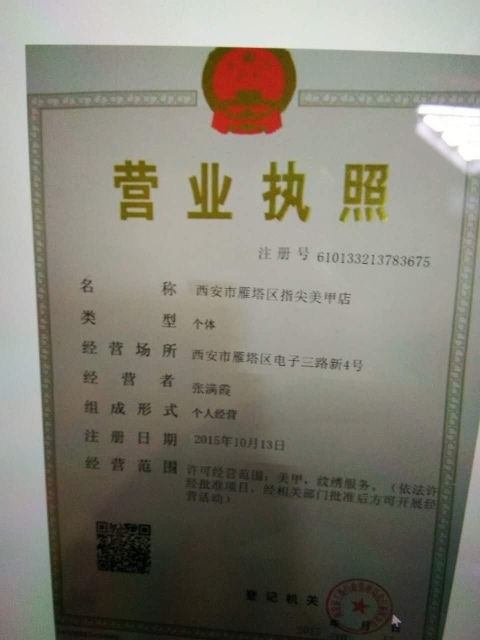 营业执照
注册号 610133213783675
名称 西安市雁塔区指尖美甲店
类型 个体
经营场所 西安市雁塔区电子三路新4号
经营者 张满霞
组成形式 个人经营
注册日期 2015年10月13日
经营范围 许可经营范围：美甲，纹绣服务。（依法许
经批准项目，经相关部门批准后方可开展经
营活动）
登记机关
年 月 日